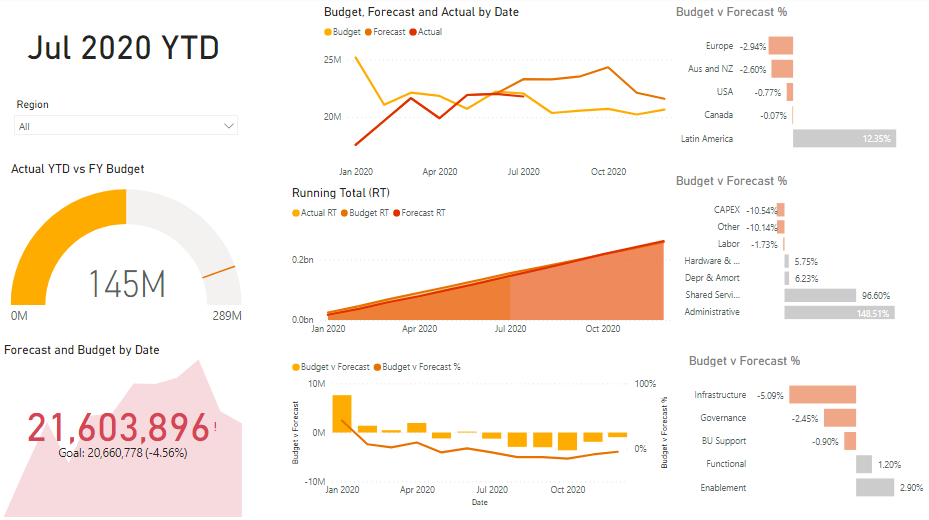 Jul 2020 YTD
Region
All
Actual YTD vs FY Budget
145M
0M
289M
Forecast and Budget by Date
21,603,896!
Goal: 20,660,778 (-4.56%)
Budget, Forecast and Actual by Date
Budget Forecast Actual
25M
20M
Jan 2020 Apr 2020 Jul 2020 Oct 2020
Running Total (RT)
Actual RT Budget RT Forecast RT
0.2bn
0.0bn
Jan 2020 Apr 2020 Jul 2020 Oct 2020
Budget v Forecast Budget v Forecast %
Budget v Forecast
10M
0M
-10M
100%
0%
Budget v Forecast %
Jan 2020 Apr 2020 Jul 2020 Oct 2020
Date
Budget v Forecast %
Europe -2.94%
Aus and NZ -2.60%
USA -0.77%
Canada -0.07%
Latin America 12.35%
Budget v Forecast %
CAPEX -10.54%
Other -10.14%
Labor -1.73%
Hardware & ... 5.75%
Depr & Amort 6.23%
Shared Servi... 96.60%
Administrative 148.51%
Budget v Forecast %
Infrastructure -5.09%
Governance -2.45%
BU Support -0.90%
Functional 1.20%
Enablement 2.90%